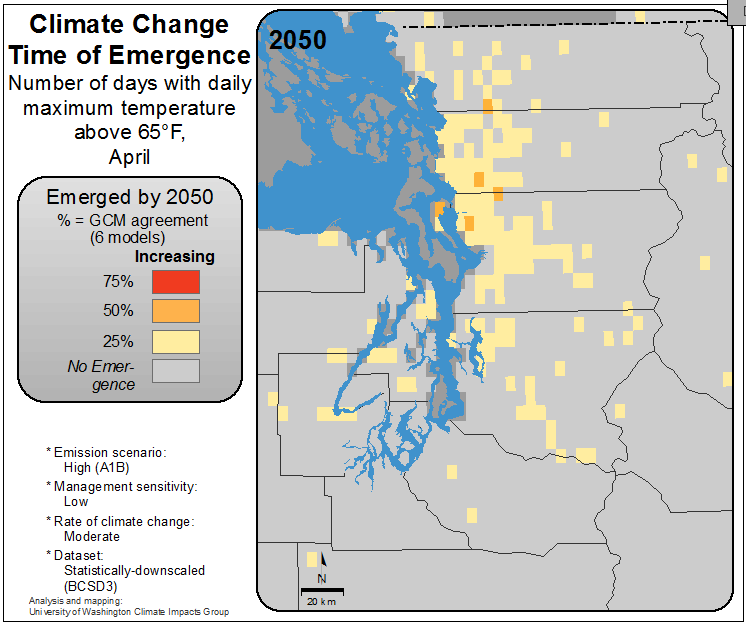 Climate Change
Time of Emergence
Number of days with daily
maximum temperature
above 65°F,
April
Emerged by 2050
% = GCM agreement
(6 models)
Increasing
75%
50%
25%
No Emer-
gence
* Emission scenario:
High (A1B)
* Management sensitivity:
Low
* Rate of climate change:
Moderate
* Dataset:
Statistically-downscaled
(BCSD3)
Analysis and mapping:
University of Washington Climate Impacts Group
2050
N
20 km